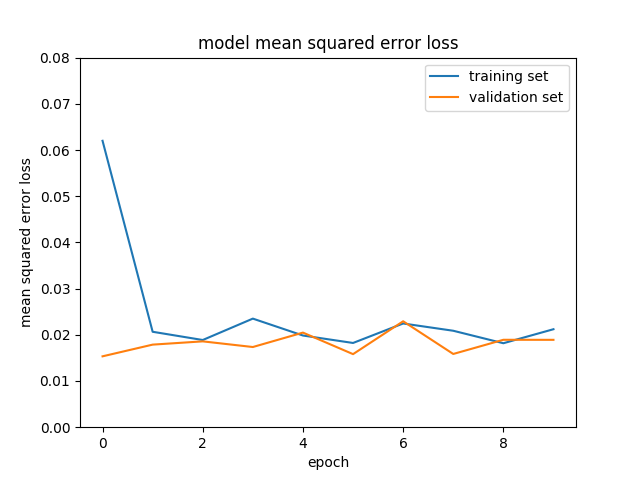 model mean squared error loss
0.08
0.07
0.06
0.05
0.04
0.03
0.02
0.01
0.00
mean squared error loss
training set
validation set
0 2 4 6 8
epoch